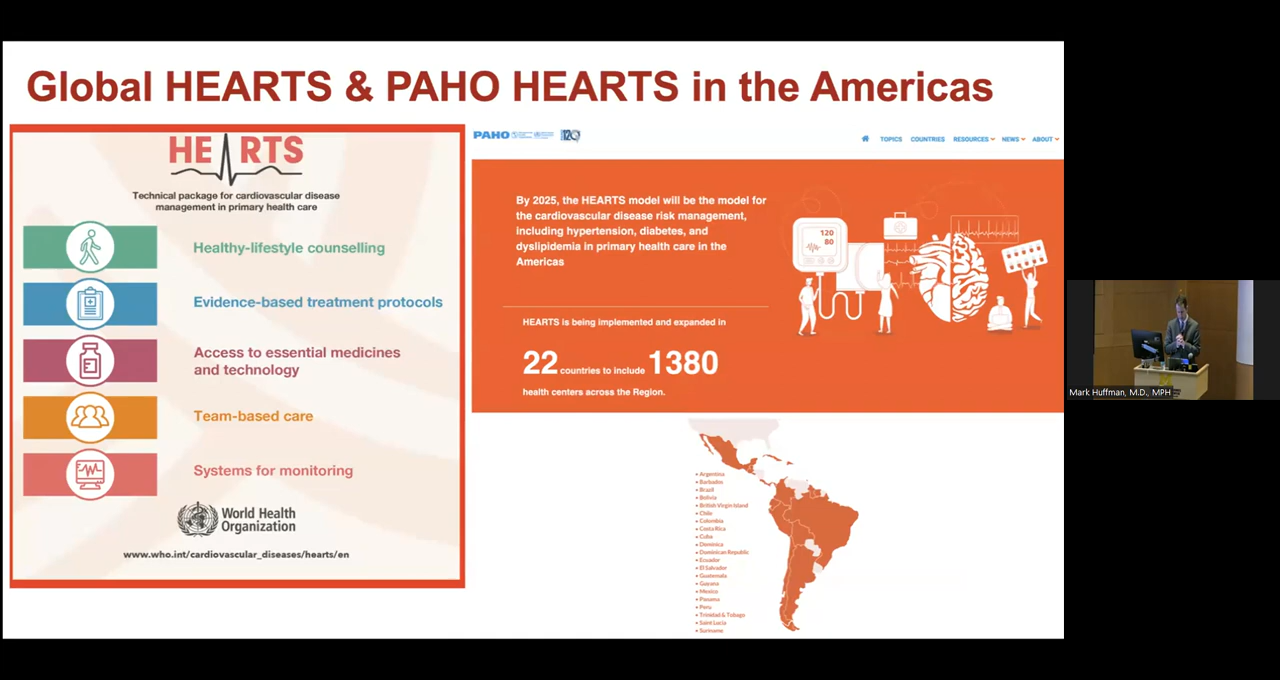 Global HEARTS & PAHO HEARTS in the Americas
HEARTS
Technical package for cardiovascular disease
management in primary health care
Healthy-lifestyle counselling
Evidence-based treatment protocols
Access to essential medicines
and technology
Team-based care
Systems for monitoring
World Health
Organization
www.who.int/cardiovascular_diseases/hearts/en
PAHO
TOPICS COUNTRIES RESOURCES NEWS ABOUT
By 2025, the HEARTS model will be the model for
the cardiovascular disease risk management,
including hypertension, diabetes, and
dyslipidemia in primary health care in the
Americas
120
80
HEARTS is being implemented and expanded in
22 countries to include 1380
health centers across the Region.
• Argentina
• Barbados
• Brazil
• Bolivia
• British Virgin Island
• Chile
• Colombia
• Costa Rica
• Cuba
• Dominica
• Dominican Republic
• Ecuador
• El Salvador
• Guatemala
• Guyana
• Mexico
• Panama
• Peru
• Trinidad & Tobago
• Saint Lucia
• Suriname
Mark Huffman, M.D., MPH